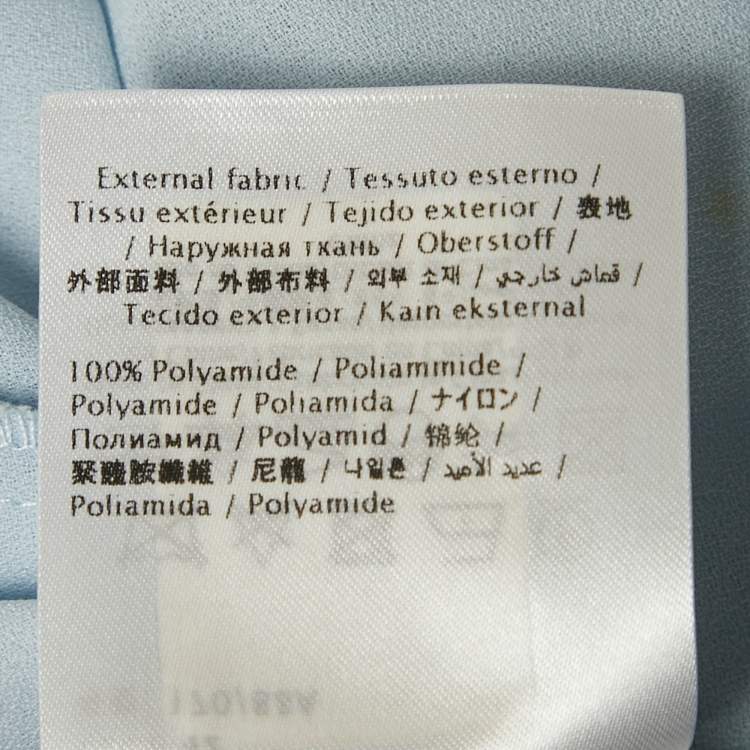 External fabric / Tessuto esterno /
Tissu extérieur / Tejido exterior / 表地
/ Наружная ткань / Oberstoff /
外部面料 / 外部布料 / 외부 소재 / قماش خارجي /
Tecido exterior / Kain eksternal
100% Polyamide / Poliammide /
Polyamide / Poliamida / ナイロン /
Полиамид / Polyamid / 锦纶 /
聚醯胺纖維 / 尼龍 / 나일론 / عديد الأميد /
Poliamida / Polyamide
170/88A